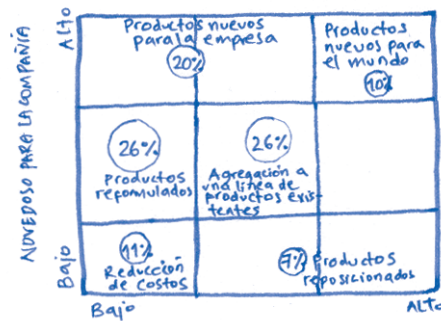 NOVEDOSO PARA LA COMPAÑIA
Alto
Productos nuevos
para la empresa
20%
Productos
nuevos para
el mundo
10%
26%
Productos
reformulados
26%
Agregación a
una línea de
productos exis-
tentes
Bajo
11%
Reducción
de costos
7% Productos
reposicionados
Bajo
ALTo